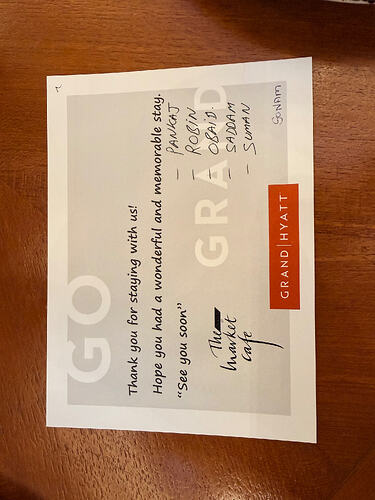 GO
Thank you for staying with us!
Hope you had a wonderful and memorable stay.
"See you soon"
GRAND
- PANKAJ
- ROBIN
- OBAID.
- SADDAM
- SUMAN
SONAM
The
Market
Cafe
GRAND | HYATT